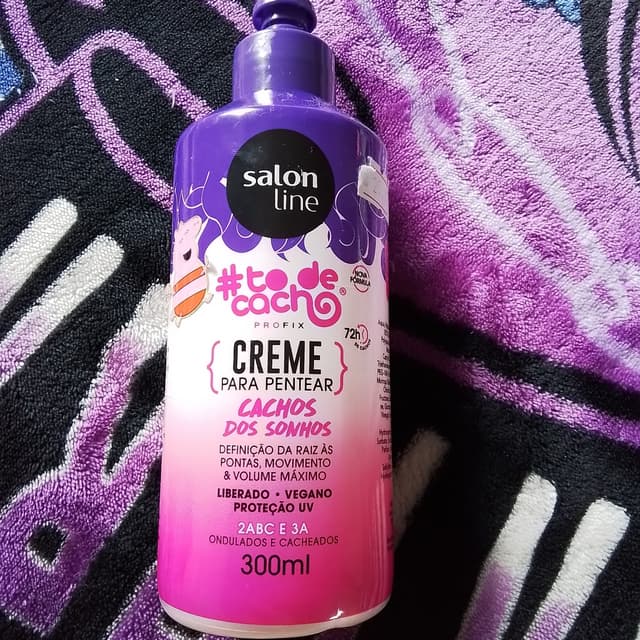 salon
line
#to de
cacho®
PROFIX
NOVA
FÓRMULA
72h
{CREME
PARA PENTEAR}
CACHOS
DOS SONHOS
DEFINIÇÃO DA RAIZ ÀS
PONTAS, MOVIMENTO
& VOLUME MÁXIMO
LIBERADO • VEGANO
PROTEÇÃO UV
2ABC E 3A
ONDULADOS E CACHEADOS
300ml